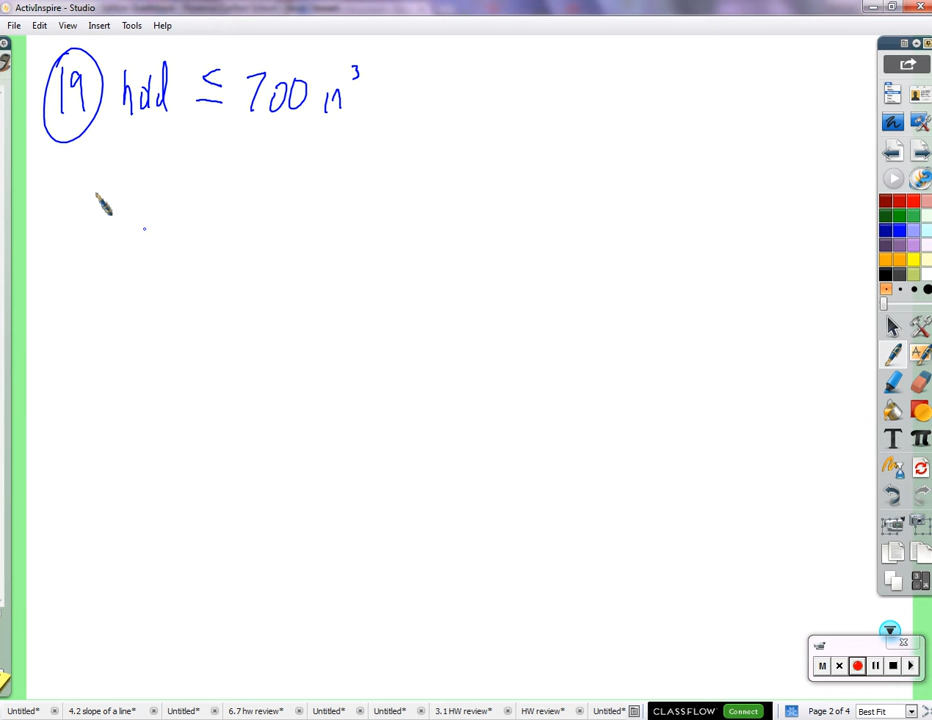 ActivInspire - Studio
File Edit View Insert Tools Help
19 hold ≤ 700 in³
M
Untitled* 4.2 slope of a line* Untitled* 6.7 hw review* Untitled* Untitled* 3.1 HW review* HW review* Untitled* CLASSFLOW Connect Page 2 of 4 Best Fit